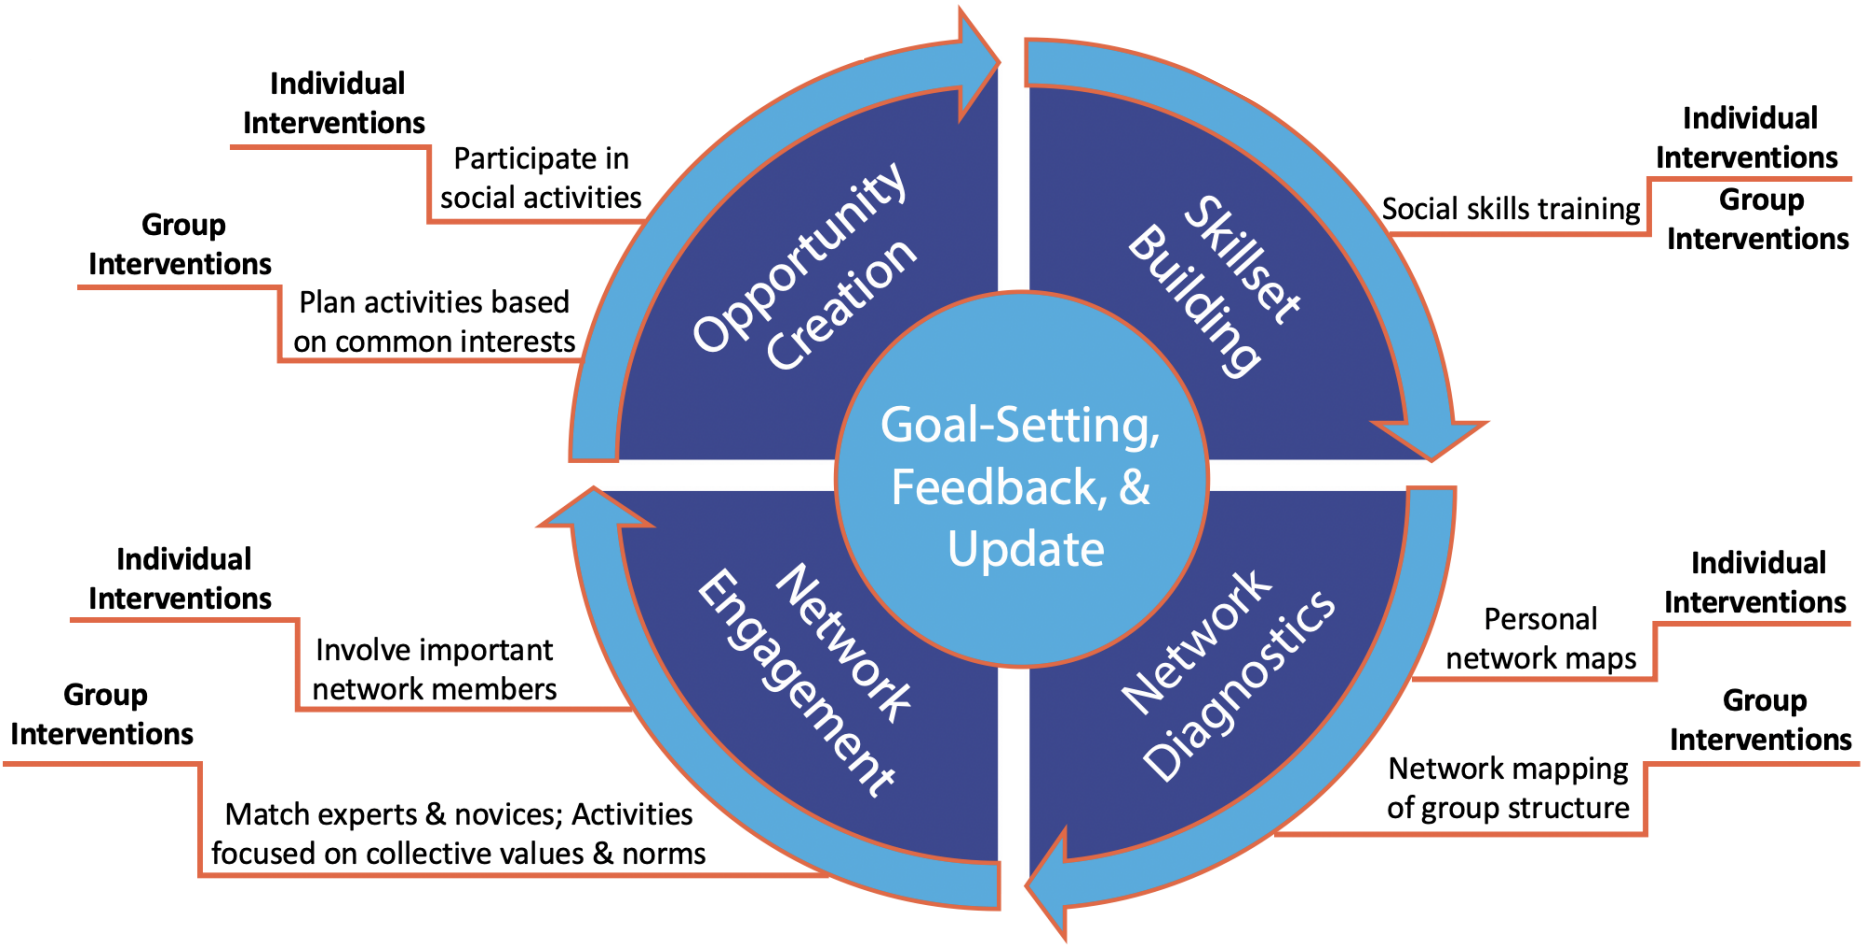 Individual
Interventions
Participate in
social activities
Group
Interventions
Plan activities based
on common interests
Opportunity
Creation
Skillset
Building
Individual
Interventions
Social skills training
Group
Interventions
Goal-Setting,
Feedback, &
Update
Individual
Interventions
Involve important
network members
Group
Interventions
Match experts & novices; Activities
focused on collective values & norms
Network
Engagement
Network
Diagnostics
Individual
Interventions
Personal
network maps
Group
Interventions
Network mapping
of group structure